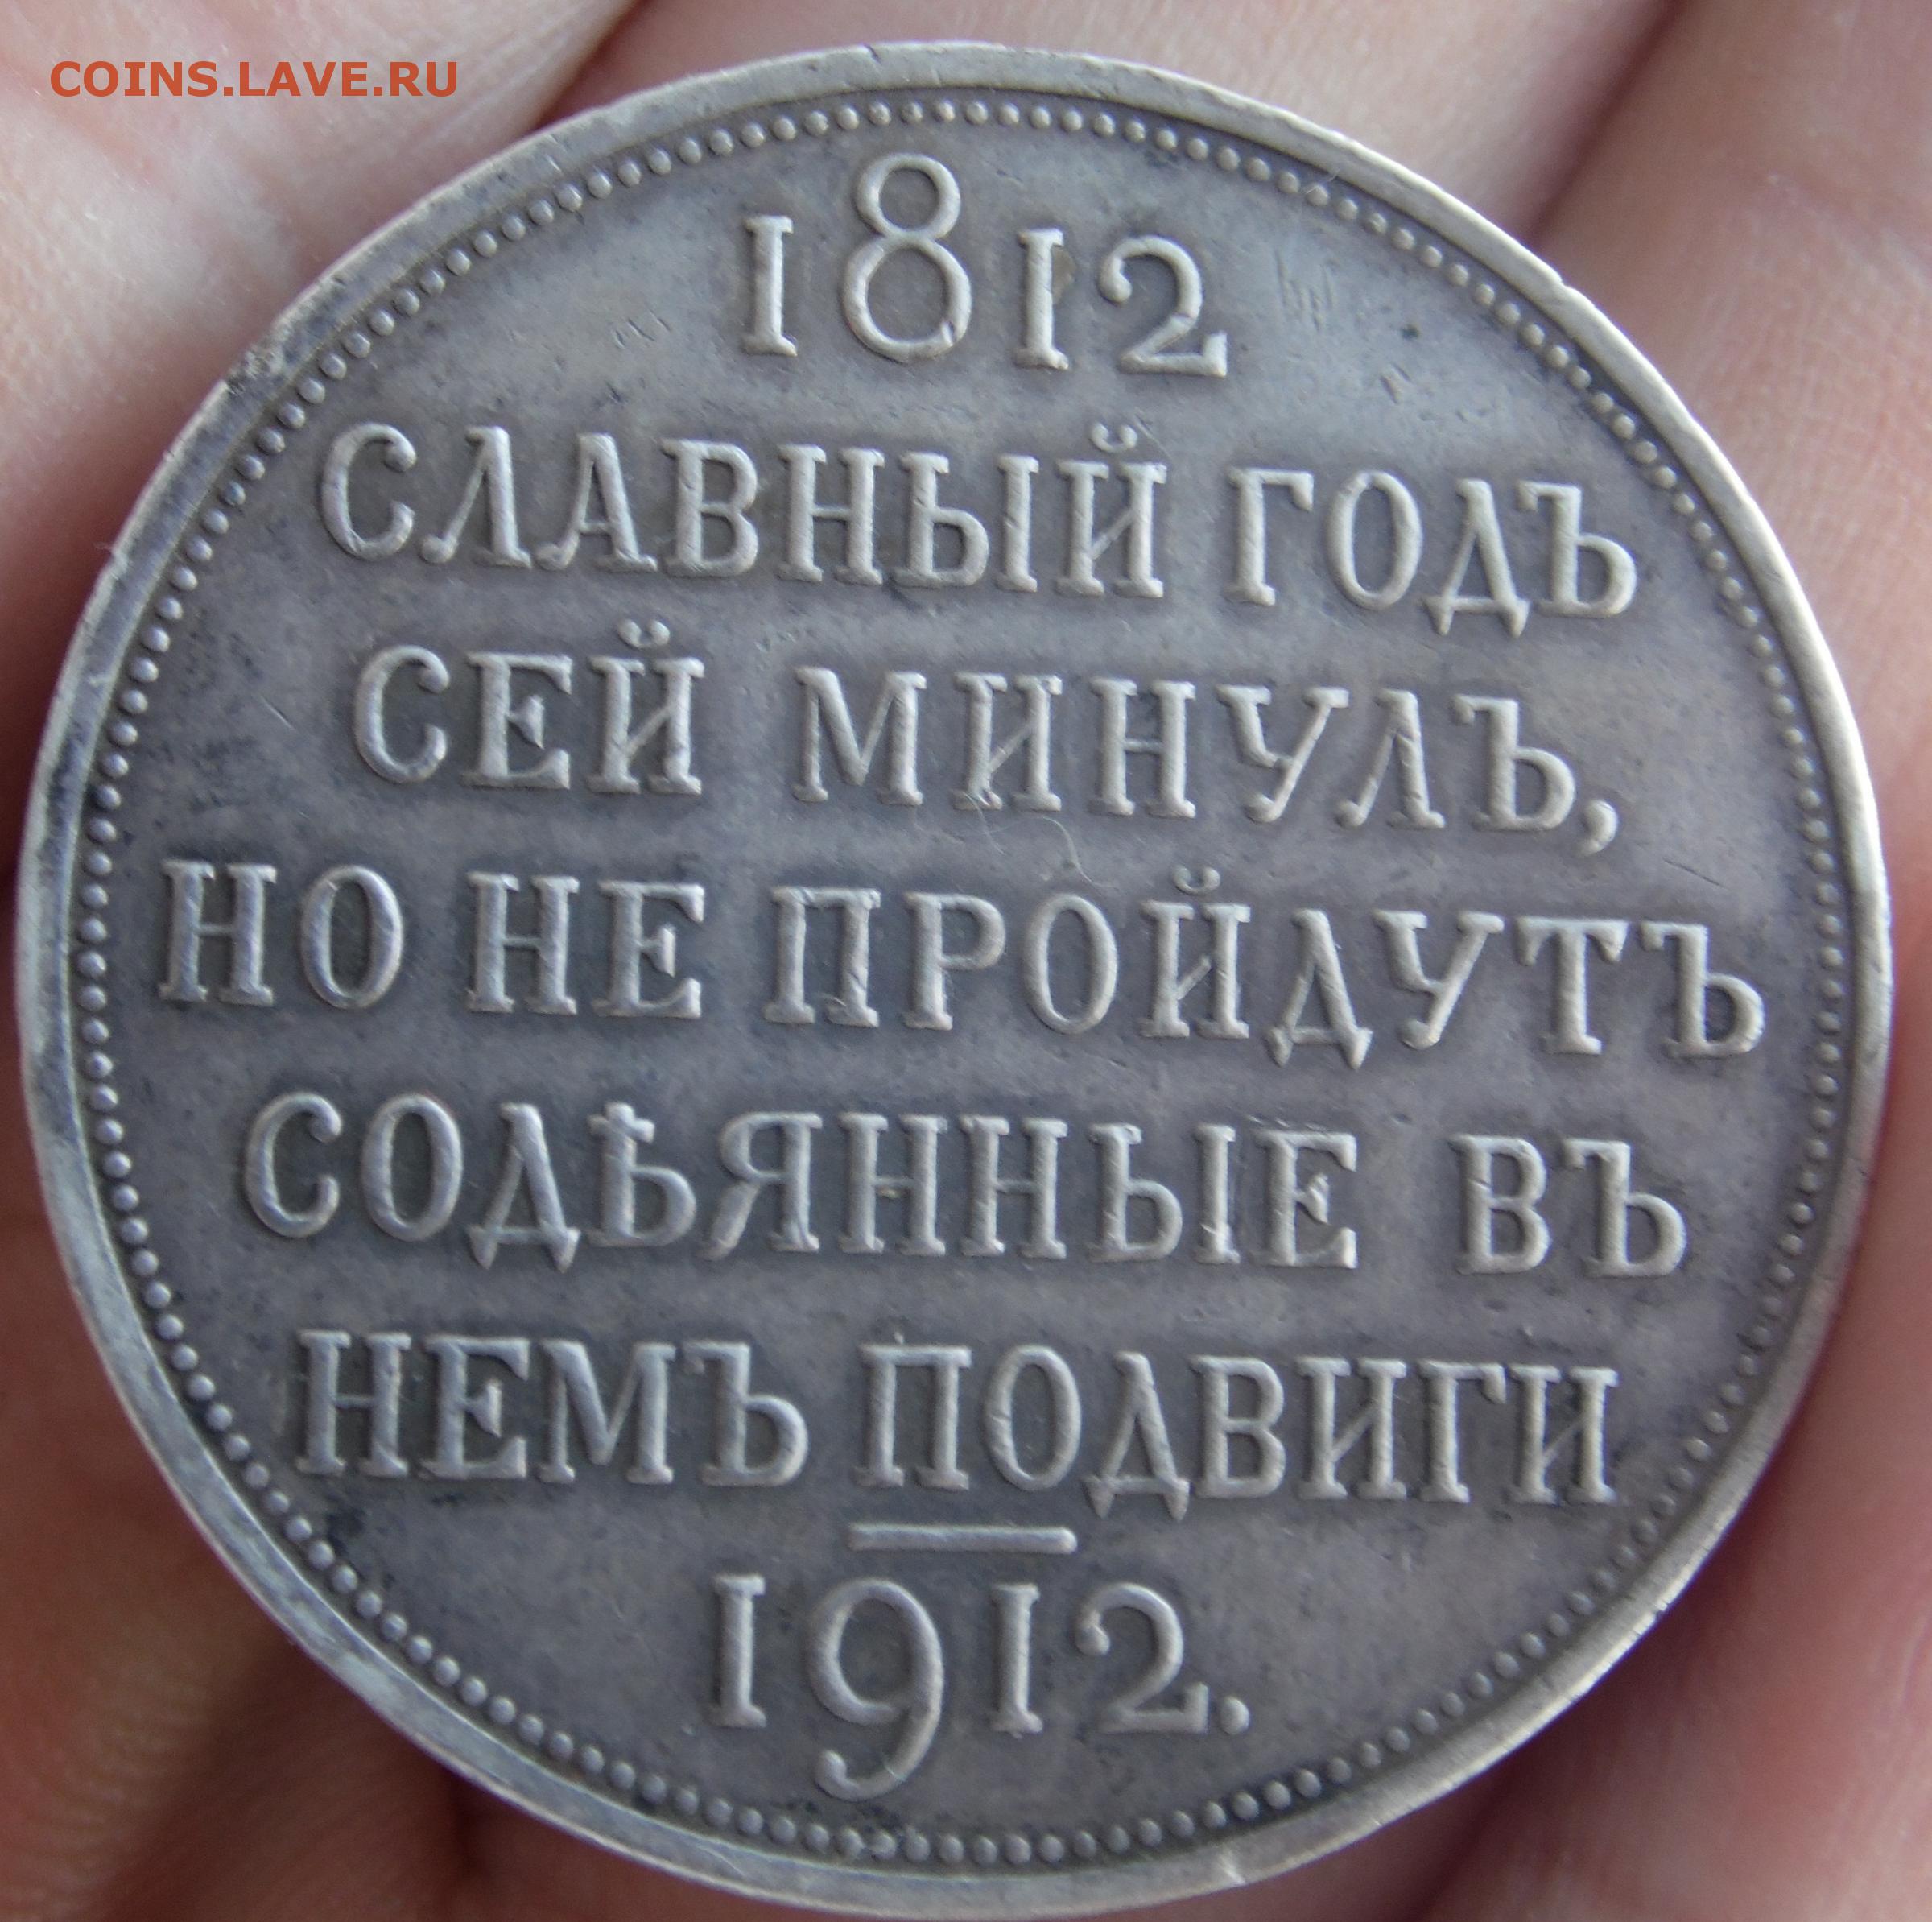 COINS.LAVE.RU
1812
СЛАВНЫЙ ГОДЪ
СЕЙ МИНУЛЪ,
НО НЕ ПРОЙДУТЪ
СОДѢЯННЫЕ ВЪ
НЕМЪ ПОДВИГИ
1912.